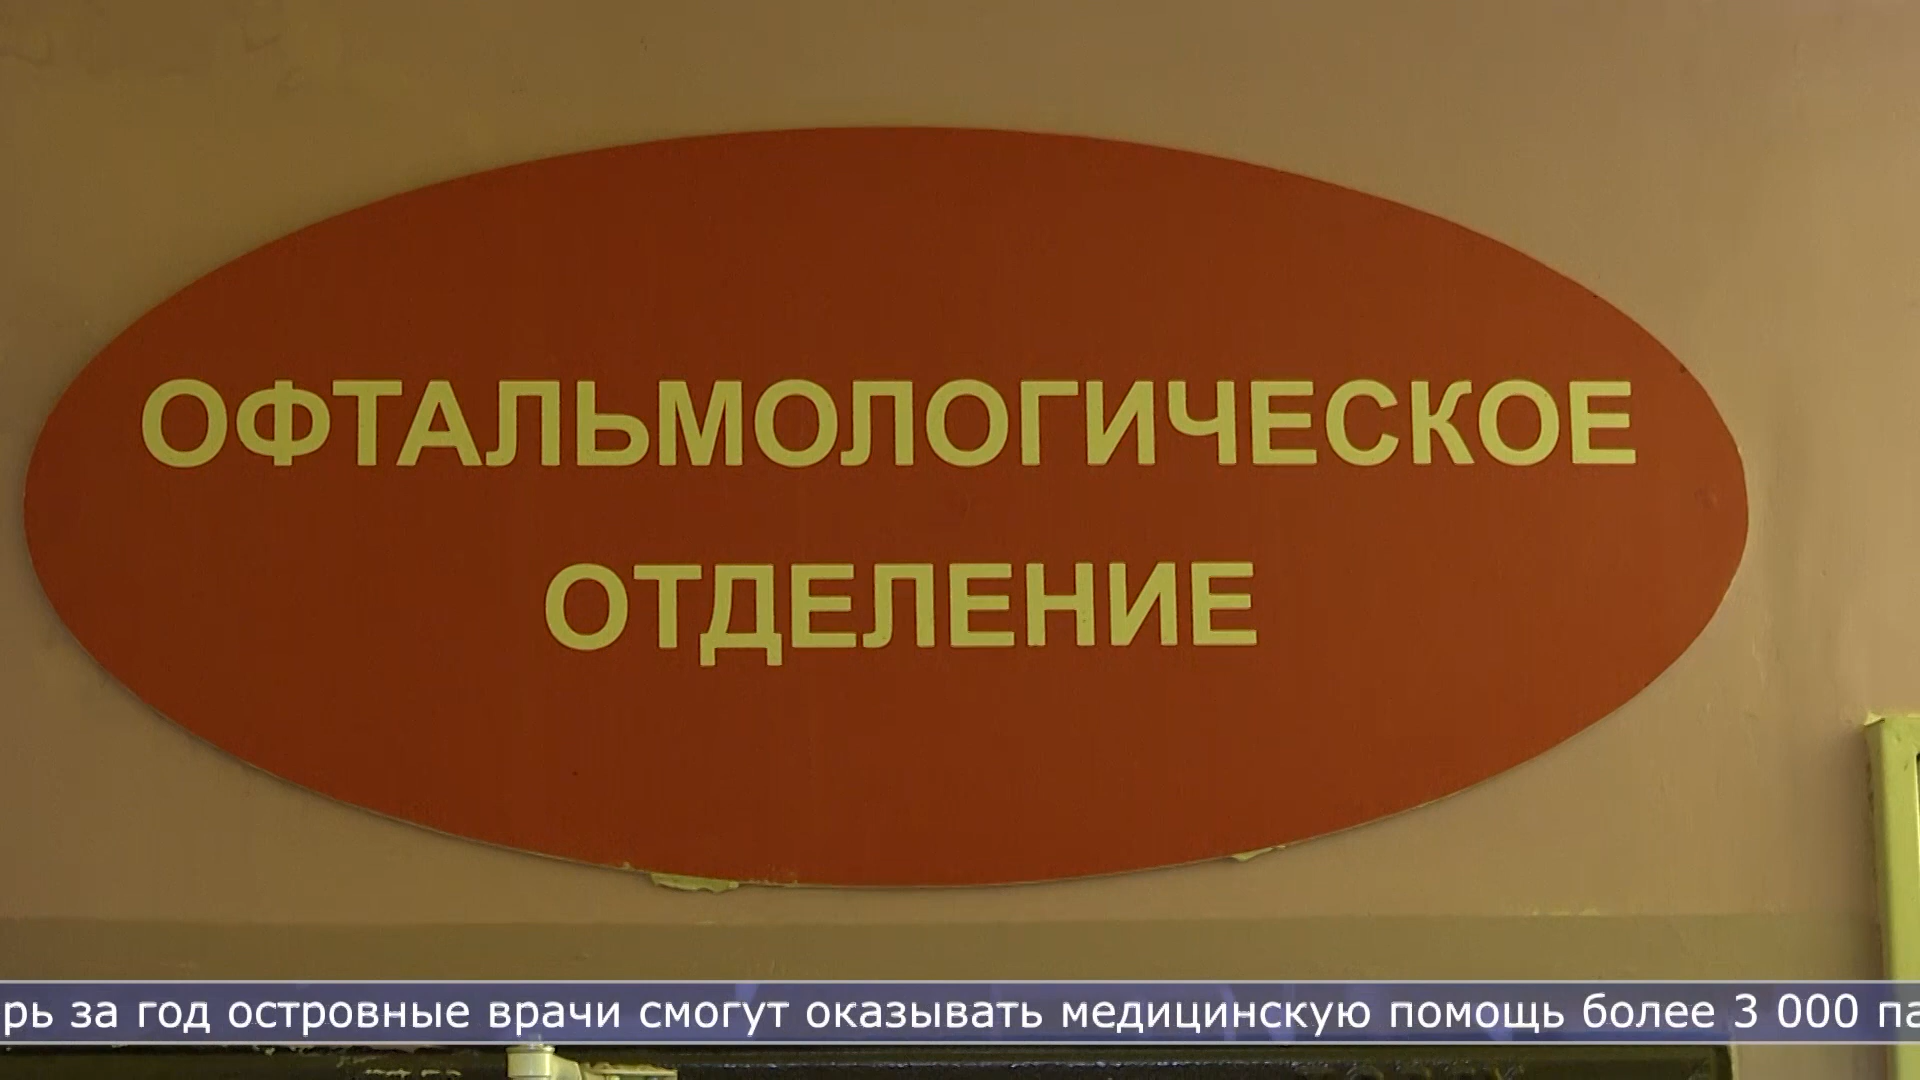 ОФТАЛЬМОЛОГИЧЕСКОЕ
ОТДЕЛЕНИЕ
за год островные врачи смогут оказывать медицинскую помощь более 3 000